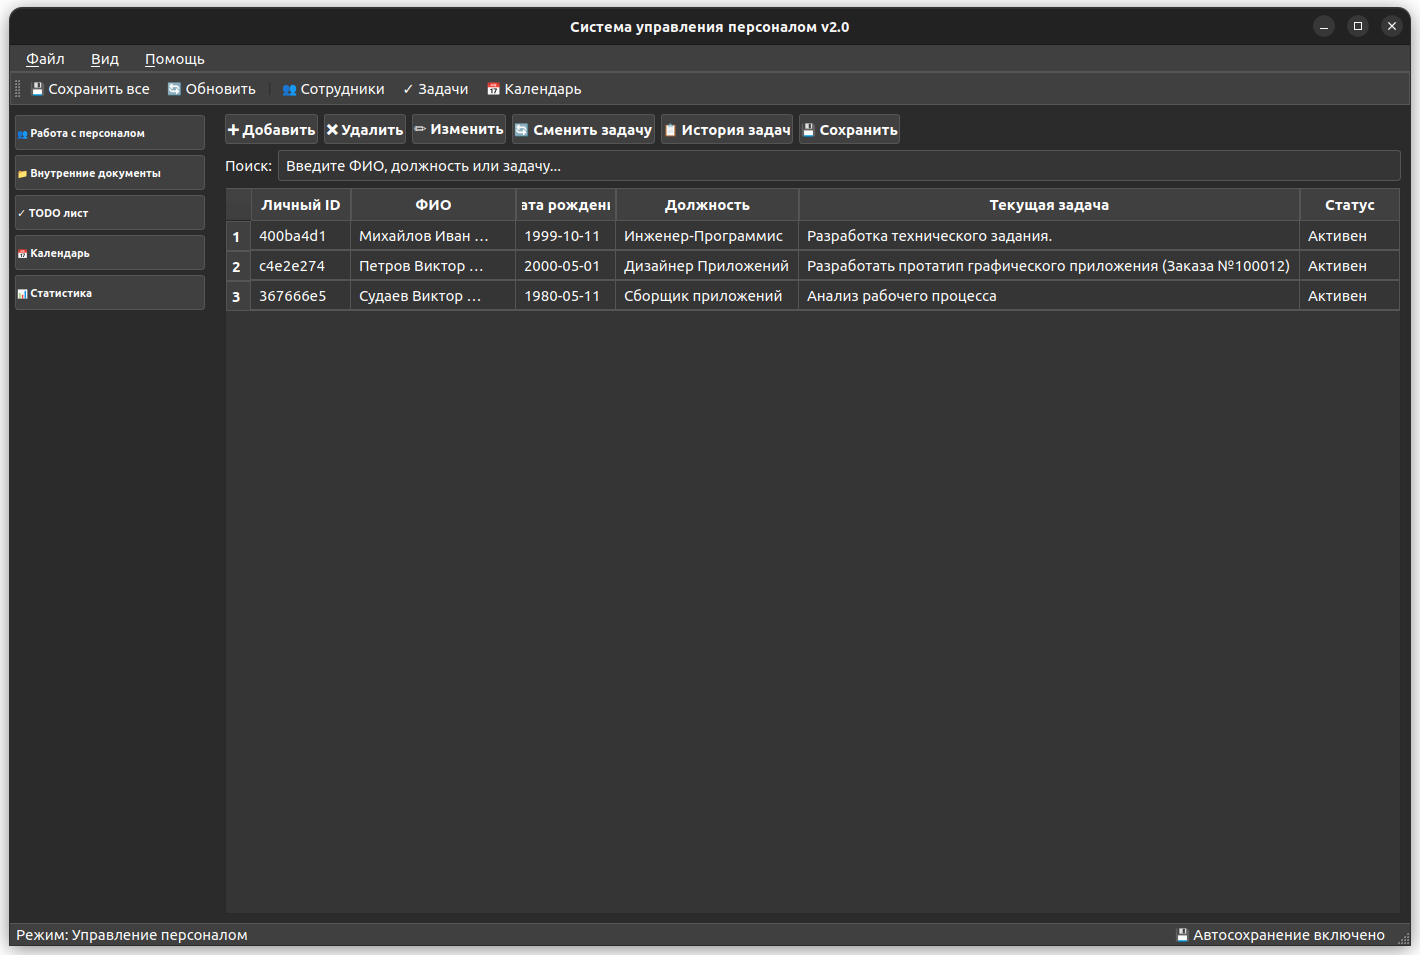 Система управления персоналом v2.0
Файл Вид Помощь
Сохранить все Обновить Сотрудники ✓ Задачи Календарь
Работа с персоналом
Внутренние документы
✓ TODO лист
Календарь
Статистика
Добавить Удалить Изменить Сменить задачу История задач Сохранить
Поиск: Введите ФИО, должность или задачу...
Личный ID ФИО ата рожден Должность Текущая задача Статус
1 400ba4d1 Михайлов Иван ... 1999-10-11 Инженер-Программис Разработка технического задания. Активен
2 c4e2e274 Петров Виктор ... 2000-05-01 Дизайнер Приложений Разработать протатип графического приложения (Заказа №100012) Активен
3 367666e5 Судаев Виктор ... 1980-05-11 Сборщик приложений Анализ рабочего процесса Активен
Режим: Управление персоналом Автосохранение включено